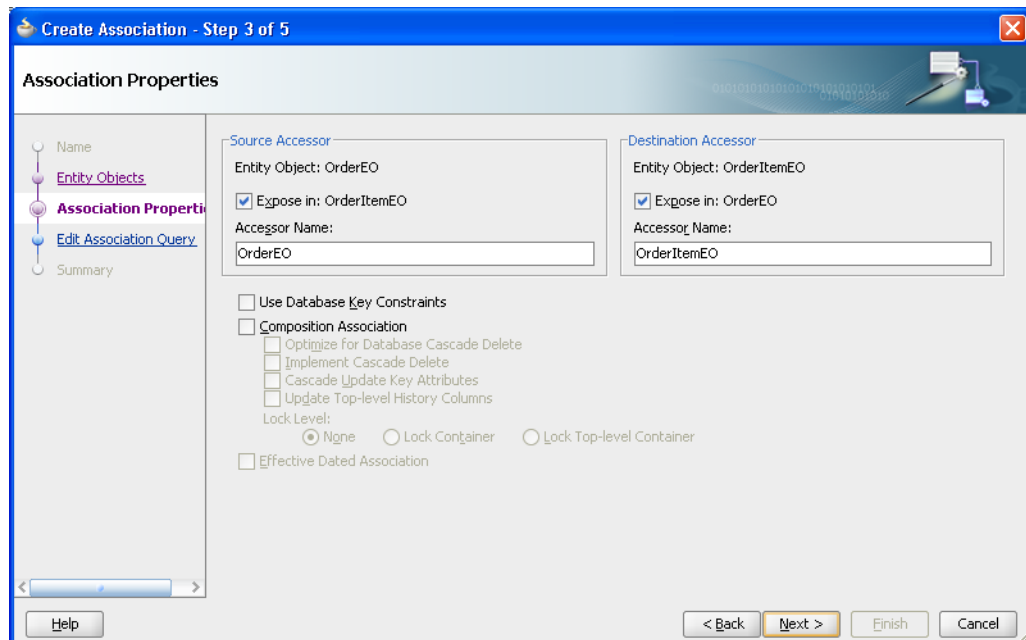 Create Association - Step 3 of 5
Association Properties
Name
Entity Objects
Association Properti
Edit Association Query
Summary
Source Accessor
Entity Object: OrderEO
Expose in: OrderItemEO
Accessor Name:
OrderEO
Destination Accessor
Entity Object: OrderItemEO
Expose in: OrderEO
Accessor Name:
OrderItemEO
Use Database Key Constraints
Composition Association
Optimize for Database Cascade Delete
Implement Cascade Delete
Cascade Update Key Attributes
Update Top-level History Columns
Lock Level:
None Lock Container Lock Top-level Container
Effective Dated Association
Help < Back Next > Finish Cancel